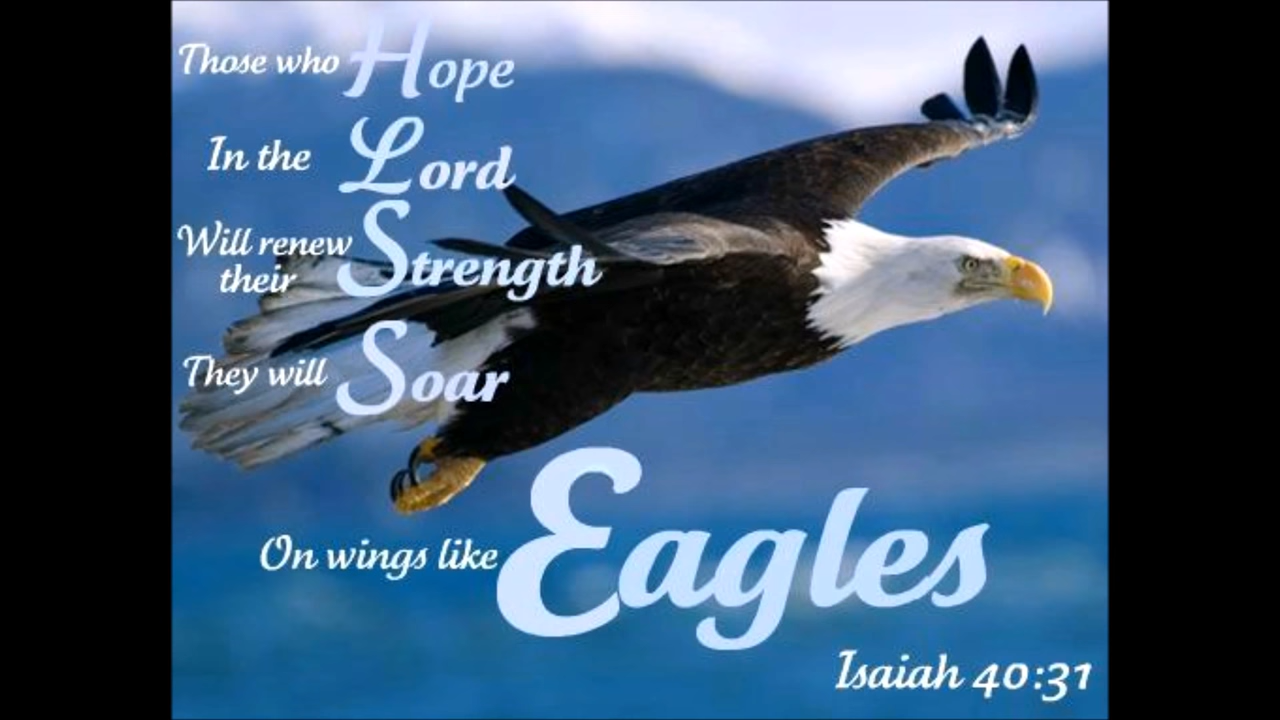 Those who Hope
In the Lord
Will renew their Strength
They will Soar
On wings like Eagles
Isaiah 40:31